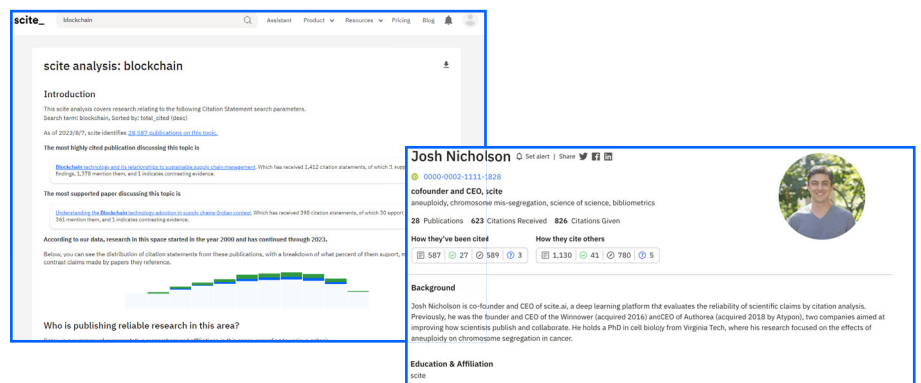 scite_
blockchain
Assistant Product Resources Pricing Blog
scite analysis: blockchain
Introduction
This scite analysis covers research relating to the following Citation Statement search parameters.
Search term: blockchain, Sorted by: total_cited (desc)
As of 2023/8/7, scite identifies 28,587 publications on this topic.
The most highly cited publication discussing this topic is
Blockchain technology and its relationships to sustainable supply chain management. Which has received 1,412 citation statements, of which
findings, 1,378 mention them, and 1 indicates contrasting evidence.
The most supported paper discussing this topic is
Understanding the Blockchain technology adoption in supply chains-Indian context. Which has received 398 citation statements, of which 30 support
361 mention them, and 1 indicates contrasting evidence.
According to our data, research in this space started in the year 2000 and has continued through 2023.
Below, you can see the distribution of citation statements from these publications, with a breakdown of what percent of them support,
contrast claims made by papers they reference.
Who is publishing reliable research in this area?
Josh Nicholson Set alert | Share
0000-0002-1111-1828
cofounder and CEO, scite
aneuploidy, chromosome mis-segregation, science of science, bibliometrics
28 Publications 623 Citations Received 826 Citations Given
How they've been cited How they cite others
587 27 589 3 1,130 41 780 5
Background
Josh Nicholson is co-founder and CEO of scite.ai, a deep learning platform tht evaluates the reliability of scientific claims by citation analysis.
Previously, he was the founder and CEO of the Winnower (acquired 2016) anCEO of Authorea (acquired 2018 by Atypon), two companies aimed at
improving how scientists publish and collaborate. He holds a PhD in cell biology from Virginia Tech, where his research focused on the effects of
aneuploidy on chromosome segregation in cancer.
Education & Affiliation
scite